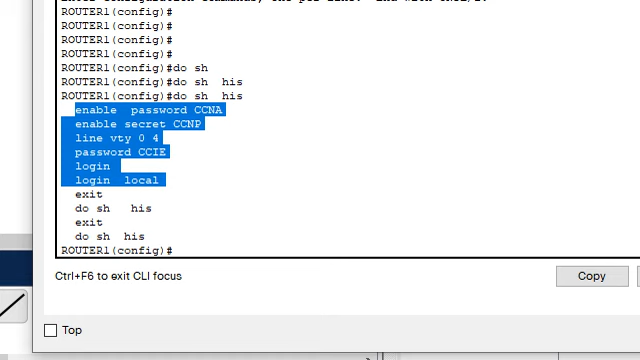 ROUTER1(config)#
ROUTER1(config)#
ROUTER1(config)#
ROUTER1(config)#
ROUTER1(config)#do sh
ROUTER1(config)#do sh  his
ROUTER1(config)#do sh  his
enable  password CCNA
enable secret CCNP
line vty 0 4
password CCIE
login
login  local
exit
do sh   his
exit
do sh  his
ROUTER1(config)#
Ctrl+F6 to exit CLI focus
Copy
Top